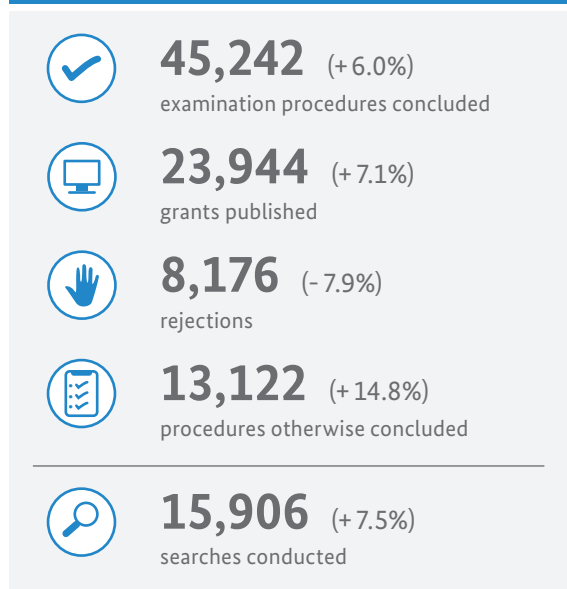 45,242 (+ 6.0%)
examination procedures concluded
23,944 (+ 7.1%)
grants published
8,176 (- 7.9%)
rejections
13,122 (+ 14.8%)
procedures otherwise concluded
15,906 (+ 7.5%)
searches conducted